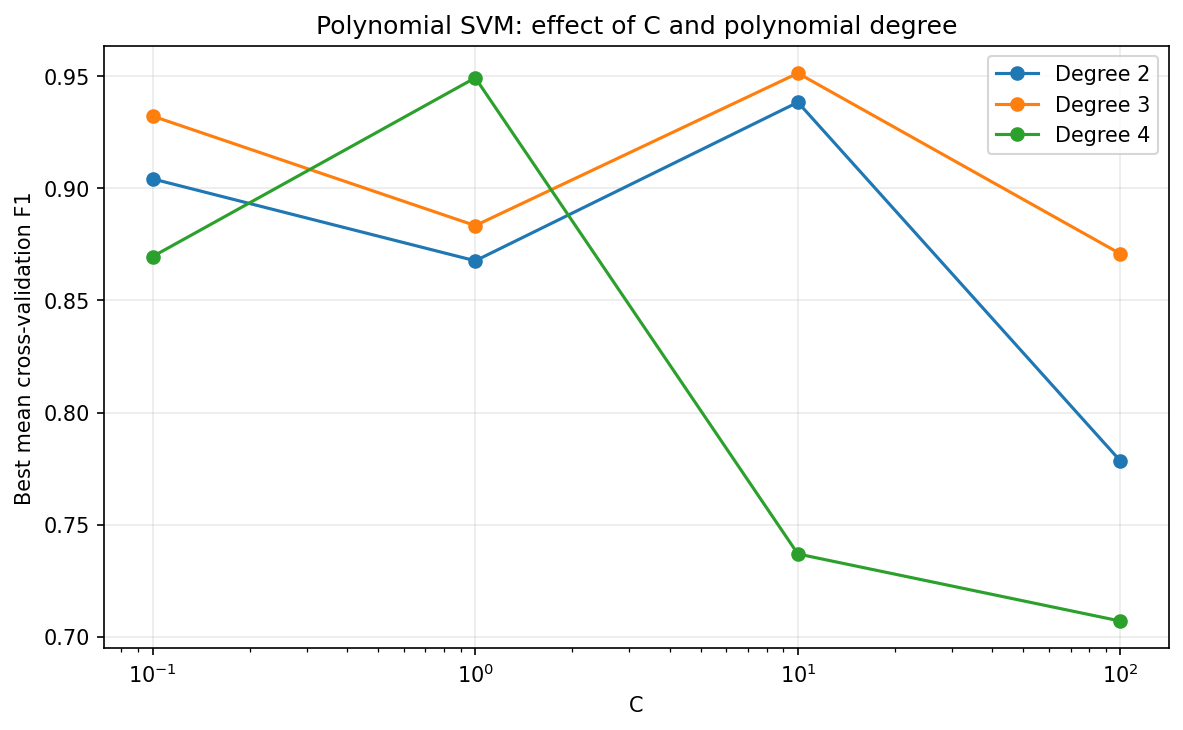 Polynomial SVM: effect of C and polynomial degree
Best mean cross-validation F1
0.95
0.90
0.85
0.80
0.75
0.70
Degree 2
Degree 3
Degree 4
10⁻¹
10⁰
10¹
10²
C